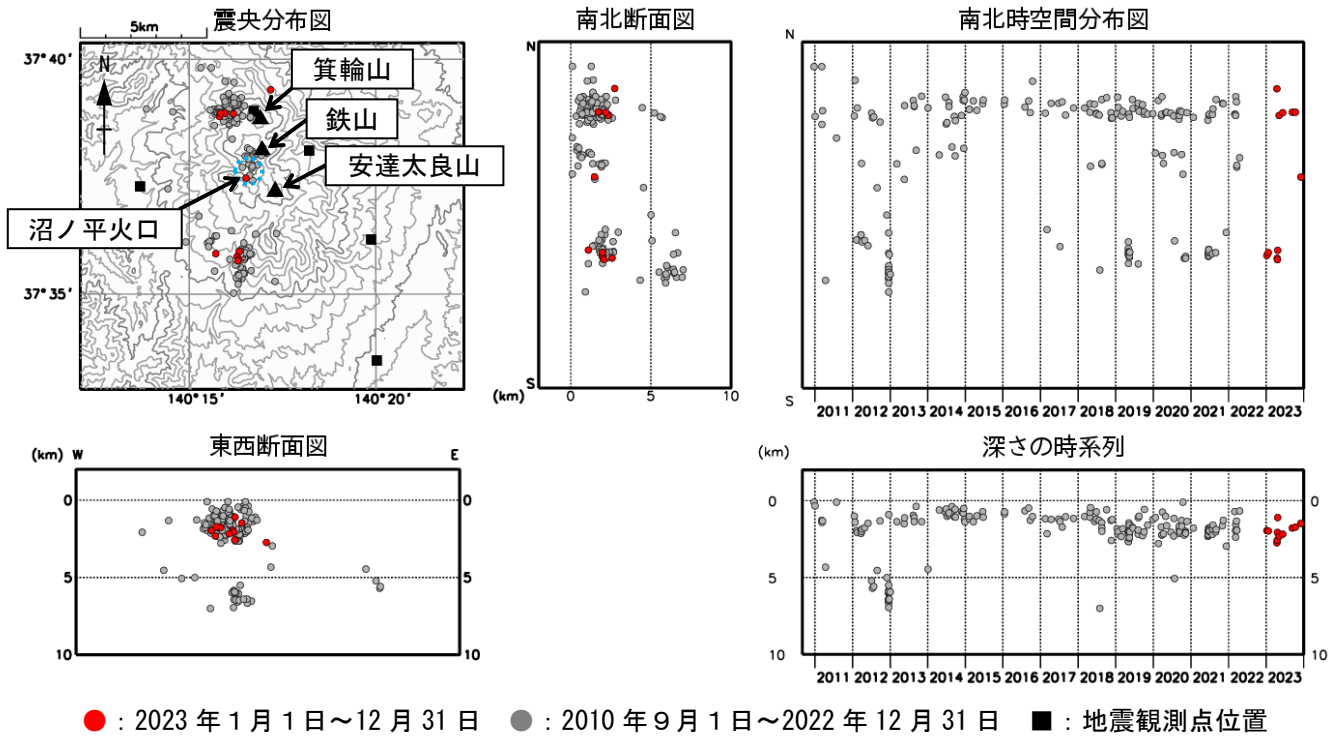 震央分布図
5km
37°40′
N
箕輪山
鉄山
安達太良山
沼ノ平火口
37°35′
140°15′
140°20′
南北断面図
N
S
(km)
0
5
10
南北時空間分布図
N
S
2011 2012 2013 2014 2015 2016 2017 2018 2019 2020 2021 2022 2023
東西断面図
(km) W
E
0
0
5
5
10
10
深さの時系列
(km)
0
0
5
5
10
10
2011 2012 2013 2014 2015 2016 2017 2018 2019 2020 2021 2022 2023
:2023 年1月1日~12 月 31 日 :2010 年9月1日~2022 年 12 月 31 日 :地震観測点位置